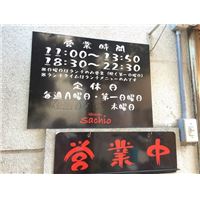 営業時間
11:00〜13:50
18:30〜22:30
定休日
毎週月曜日・第一日曜日
木曜日
sachio
営業中